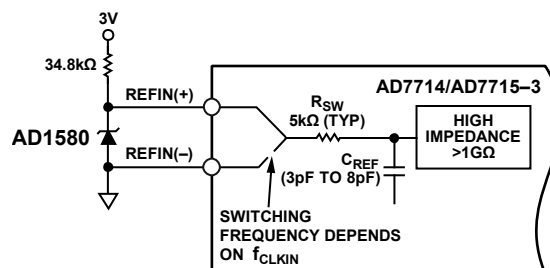 3V
34.8kΩ
REFIN(+)
AD1580
REFIN(–)
AD7714/AD7715–3
RSW
5kΩ (TYP)
HIGH
IMPEDANCE
>1GΩ
CREF
(3pF TO 8pF)
SWITCHING
FREQUENCY DEPENDS
ON fCLKIN